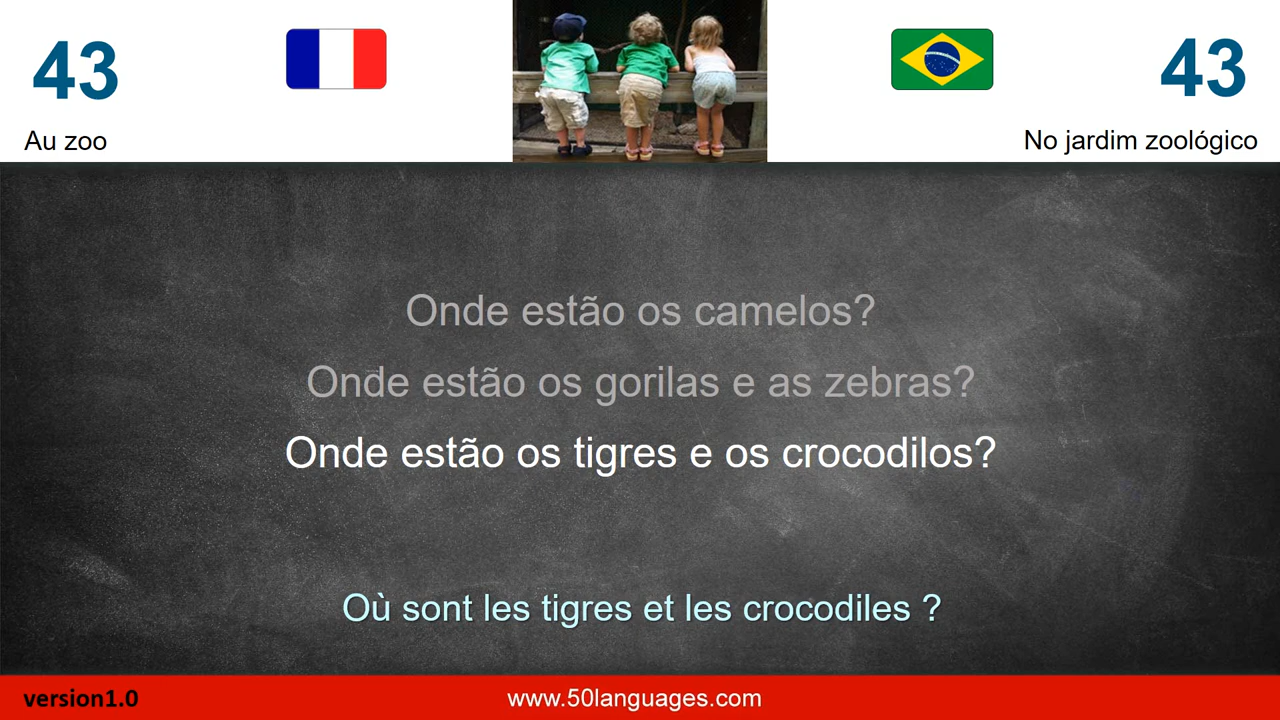 43
43
Au zoo
No jardim zoológico
Onde estão os camelos?
Onde estão os gorilas e as zebras?
Onde estão os tigres e os crocodilos?
Où sont les tigres et les crocodiles ?
version1.0
www.50languages.com